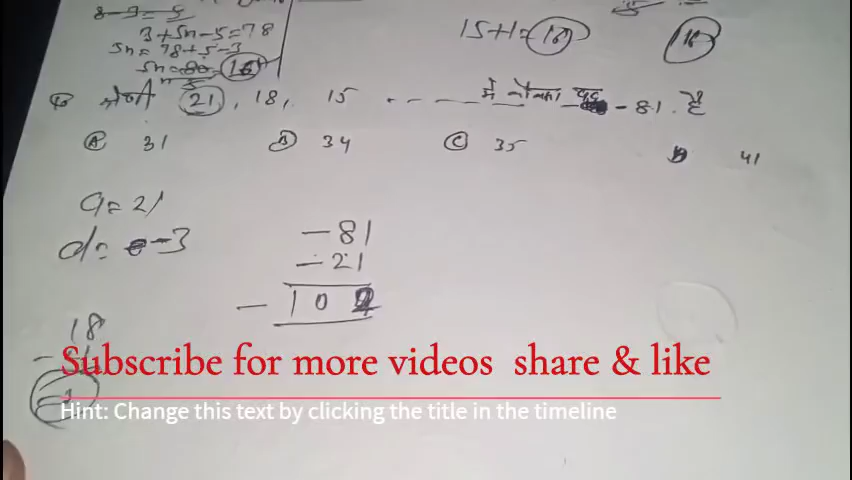 8-3=5
3+5n-5=78
5n=78+5-3
5n=80
16
15+1=16
16
श्रेणी 21, 18, 15 - - - - में कौनसा पद -81. है
A 31
B 34
C 35
D 41
a=21
d= -3
-81
-21
-102
18
Subscribe for more videos share & like
Hint: Change this text by clicking the title in the timeline